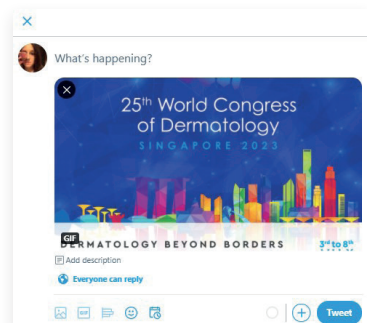 What's happening?
25th World Congress
of Dermatology
SINGAPORE 2023
GIF
DERMATOLOGY BEYOND BORDERS
3rd to 8th
Add description
Everyone can reply
GIF
Tweet